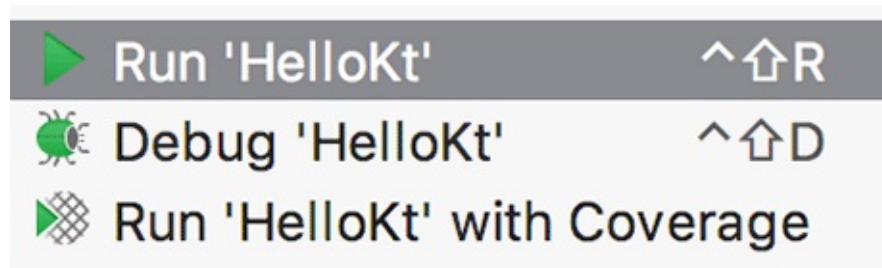 Run 'HelloKt' ^⇧R
Debug 'HelloKt' ^⇧D
Run 'HelloKt' with Coverage